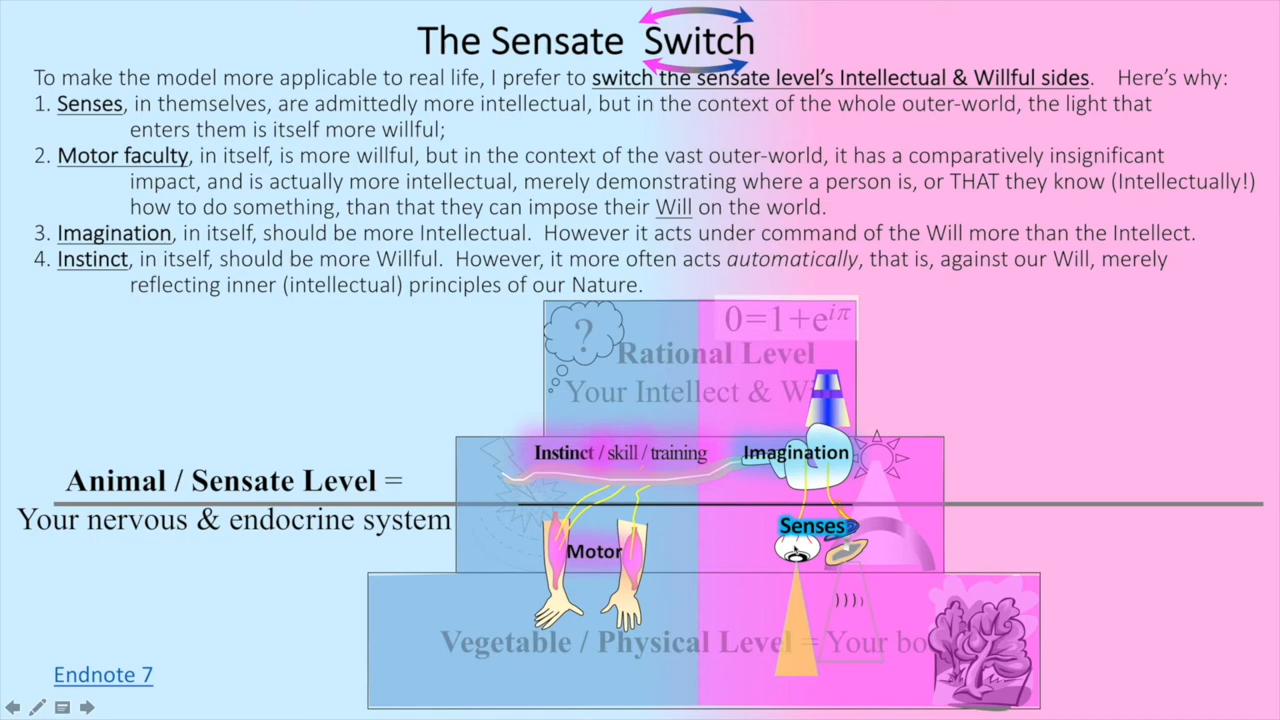 The Sensate Switch
To make the model more applicable to real life, I prefer to switch the sensate level's Intellectual & Willful sides. Here's why:
1. Senses, in themselves, are admittedly more intellectual, but in the context of the whole outer-world, the light that
enters them is itself more willful;
2. Motor faculty, in itself, is more willful, but in the context of the vast outer-world, it has a comparatively insignificant
impact, and is actually more intellectual, merely demonstrating where a person is, or THAT they know (Intellectually!)
how to do something, than that they can impose their Will on the world.
3. Imagination, in itself, should be more Intellectual. However it acts under command of the Will more than the Intellect.
4. Instinct, in itself, should be more Willful. However, it more often acts automatically, that is, against our Will, merely
reflecting inner (intellectual) principles of our Nature.
?
0=1+e^{iπ}
Rational Level
Your Intellect & W
Instinct / skill / training
Imagination
Animal / Sensate Level =
Your nervous & endocrine system
Senses
Motor
Vegetable / Physical Level = Your bo
Endnote 7